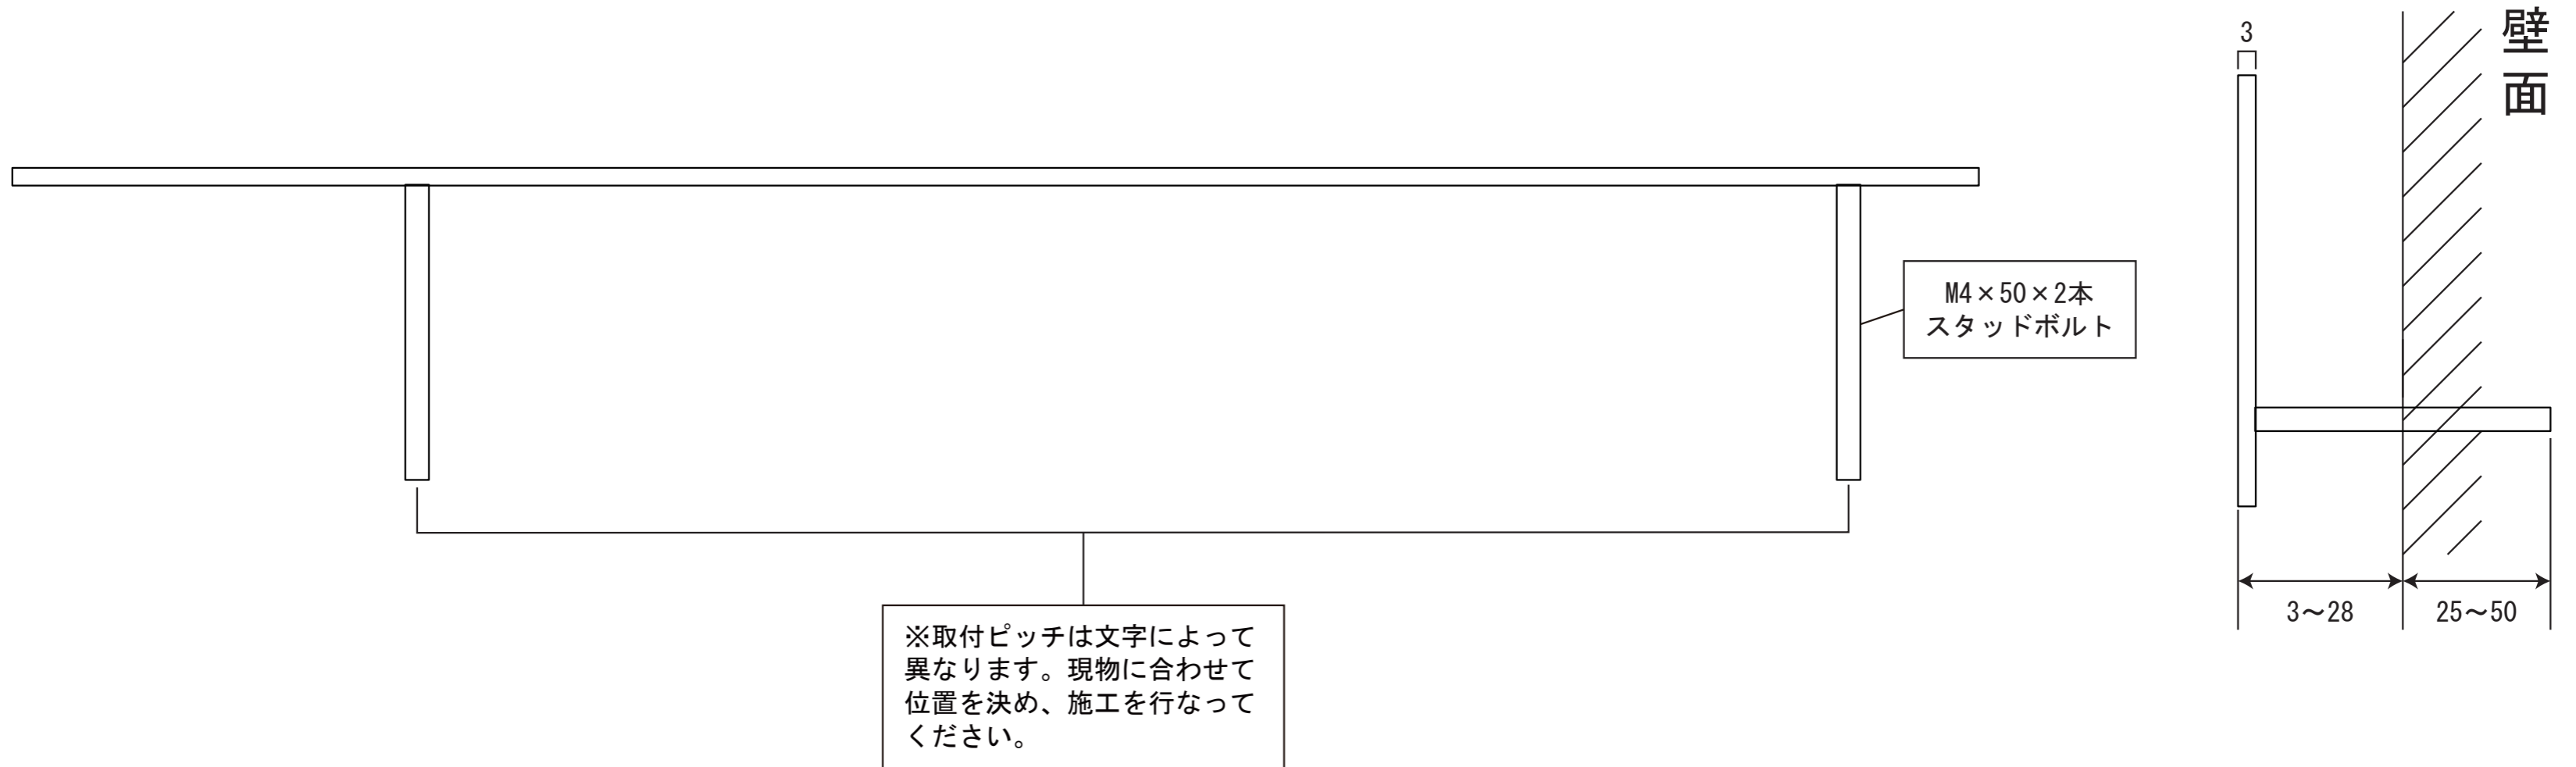 3
壁
面
M4×50×2本
スタッドボルト
3〜28
25〜50
※取付ピッチは文字によって
異なります。現物に合わせて
位置を決め、施工を行なって
ください。